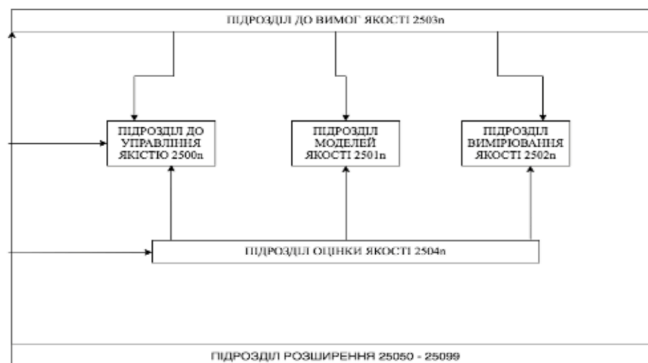 ПІДРОЗДІЛ ДО ВИМОГ ЯКОСТІ 2503n
ПІДРОЗДІЛ ДО
УПРАВЛІННЯ
ЯКІСТЮ 2500n
ПІДРОЗДІЛ
МОДЕЛЕЙ
ЯКОСТІ 2501n
ПІДРОЗДІЛ
ВИМІРЮВАННЯ
ЯКОСТІ 2502n
ПІДРОЗДІЛ ОЦІНКИ ЯКОСТІ 2504n
ПІДРОЗДІЛ РОЗШИРЕННЯ 25050 - 25099